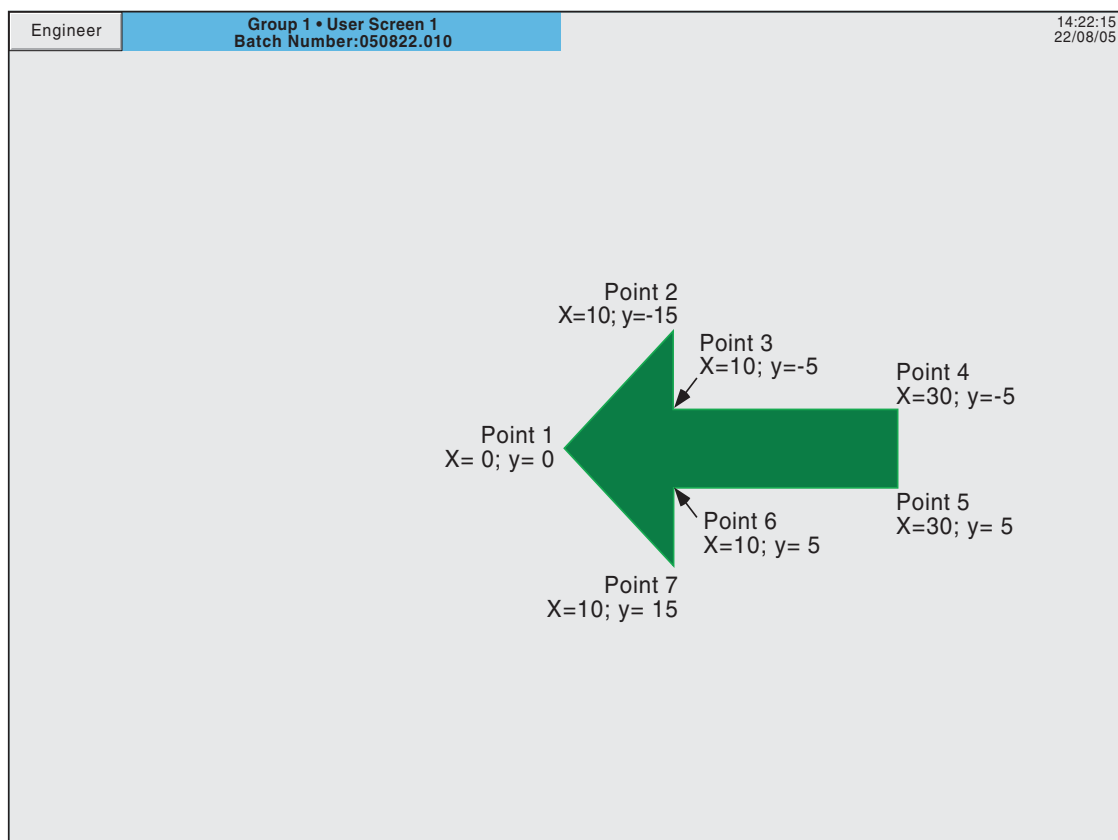 Engineer
Group 1 • User Screen 1
Batch Number:050822.010
14:22:15
22/08/05
Point 2
X=10; y=-15
Point 3
X=10; y=-5
Point 4
X=30; y=-5
Point 1
X= 0; y= 0
Point 5
X=30; y= 5
Point 6
X=10; y= 5
Point 7
X=10; y= 15